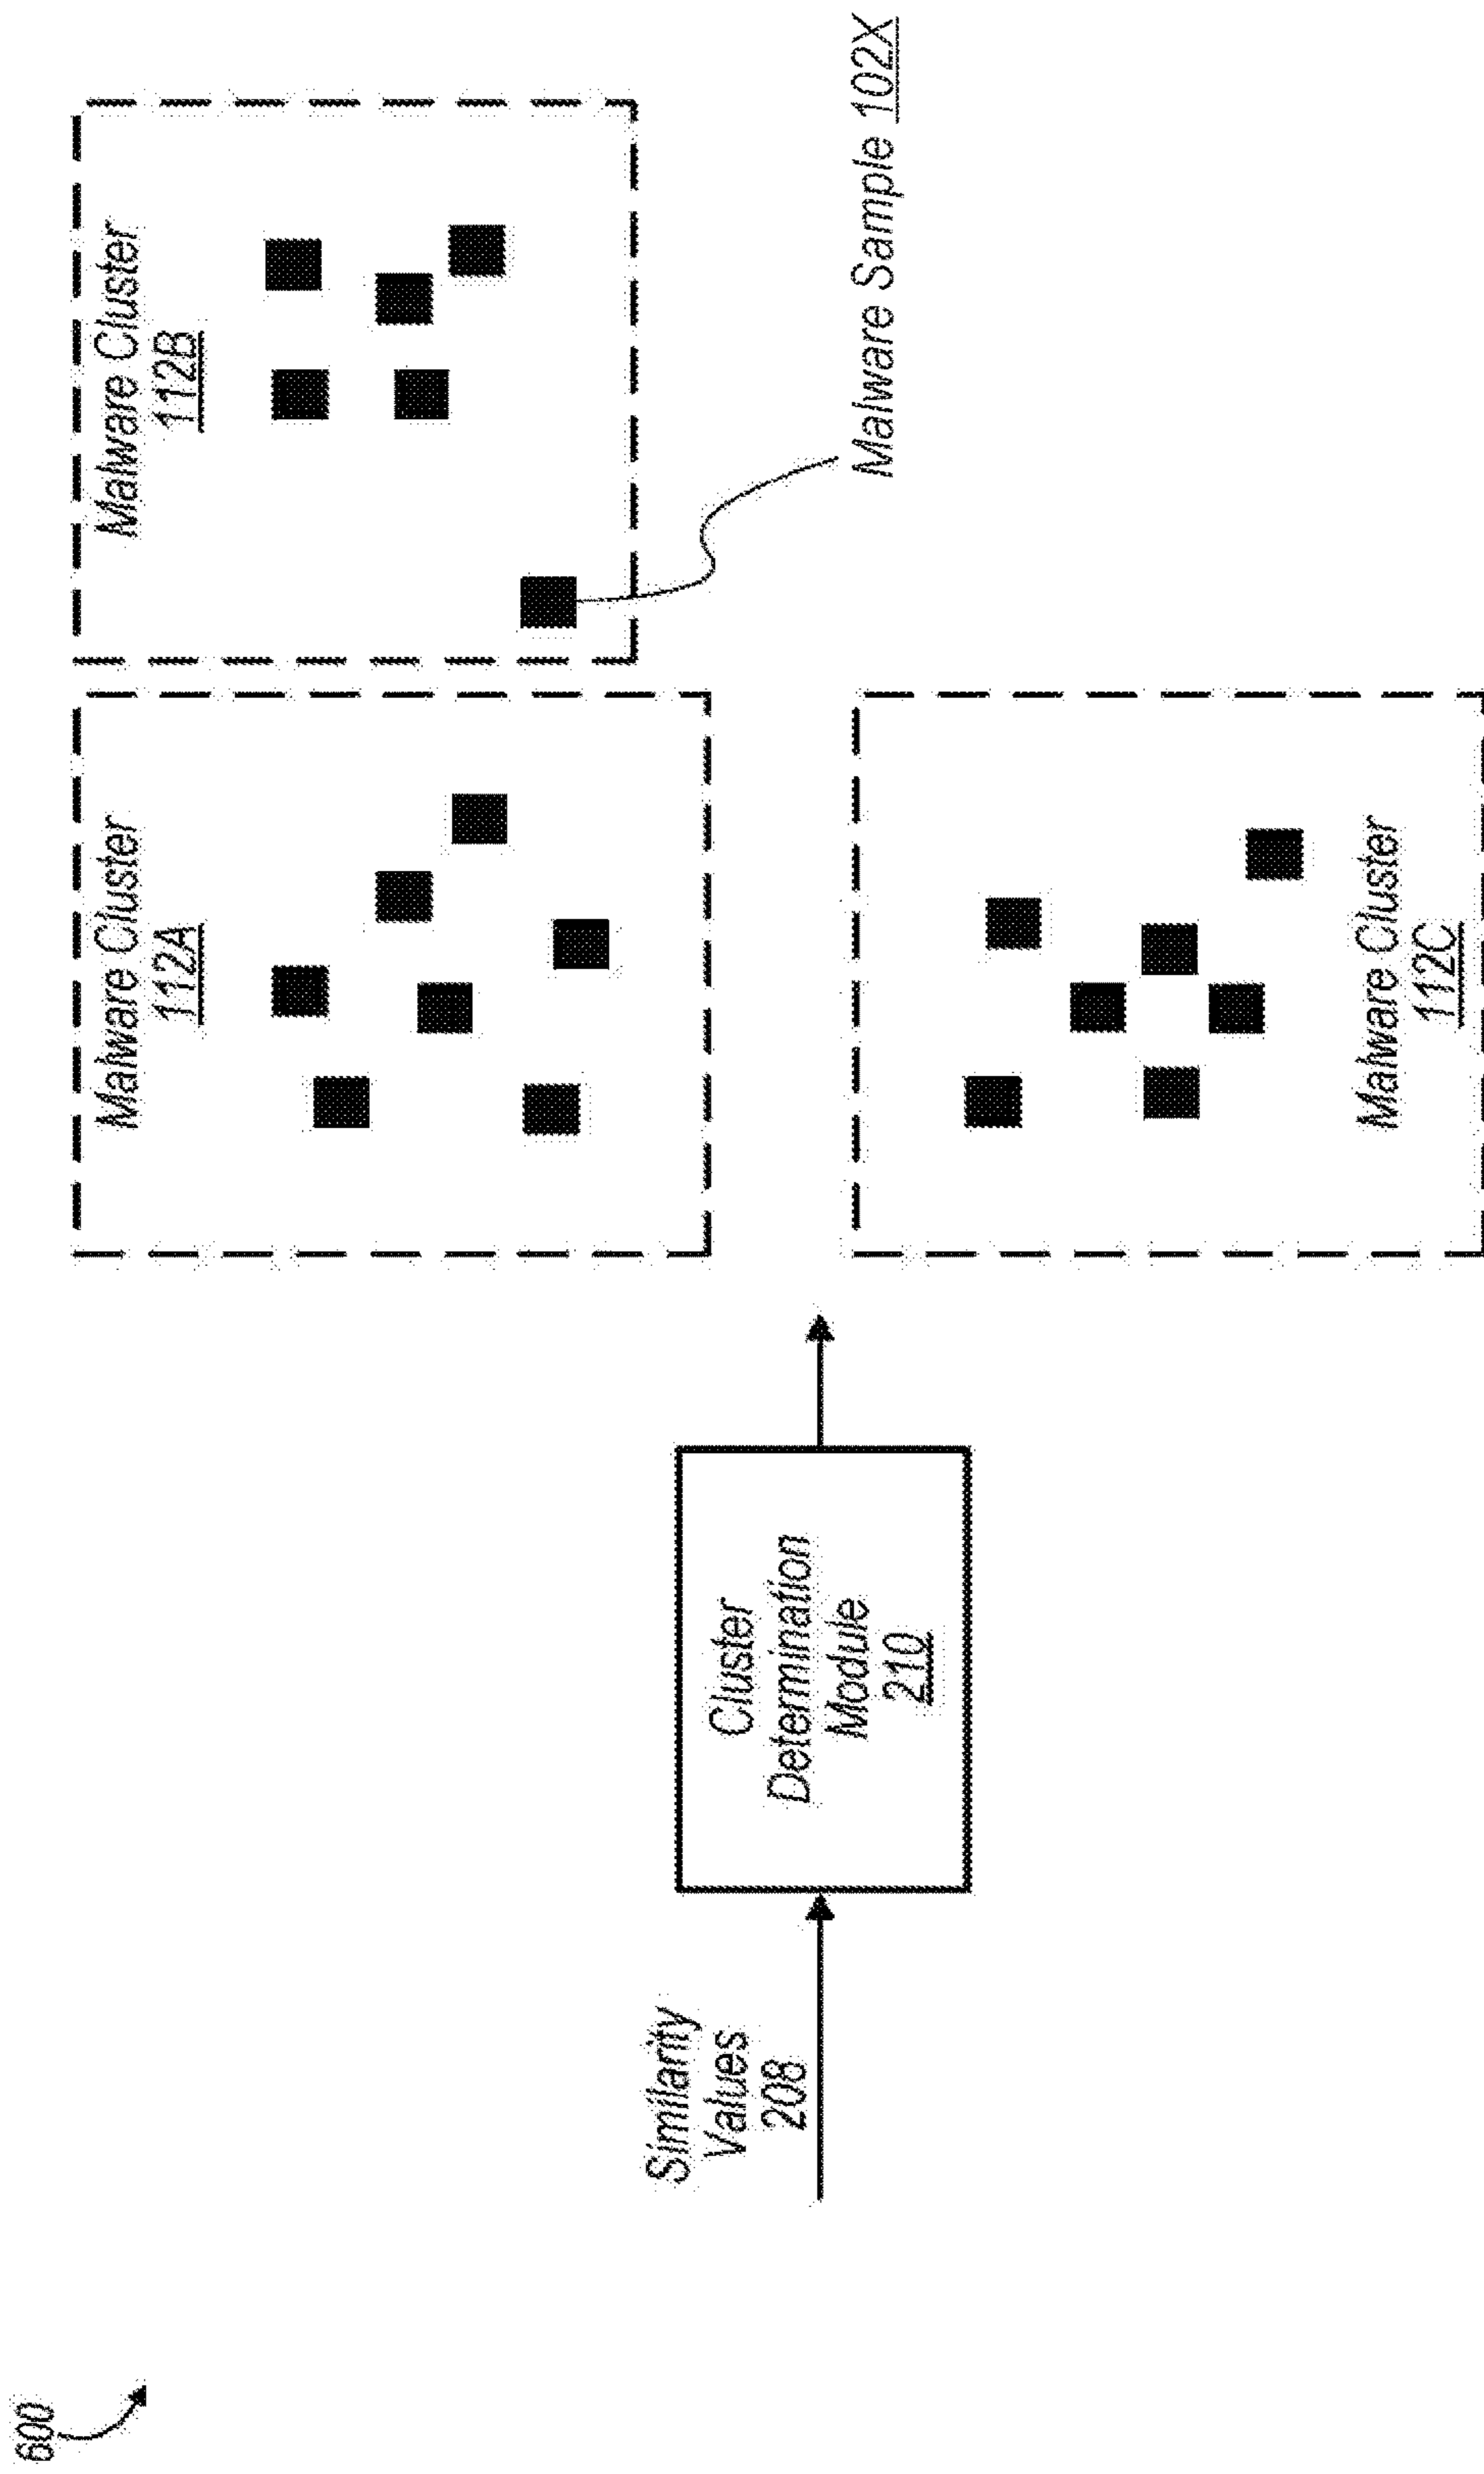 600
Similarity
Values
208
Cluster
Determination
Module
210
Malware Cluster
112A
Malware Cluster
112B
Malware Sample 102X
Malware Cluster
112C